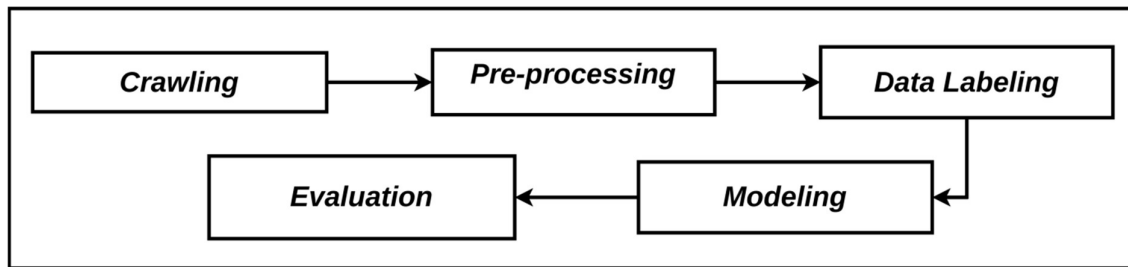 Crawling
Pre-processing
Data Labeling
Modeling
Evaluation